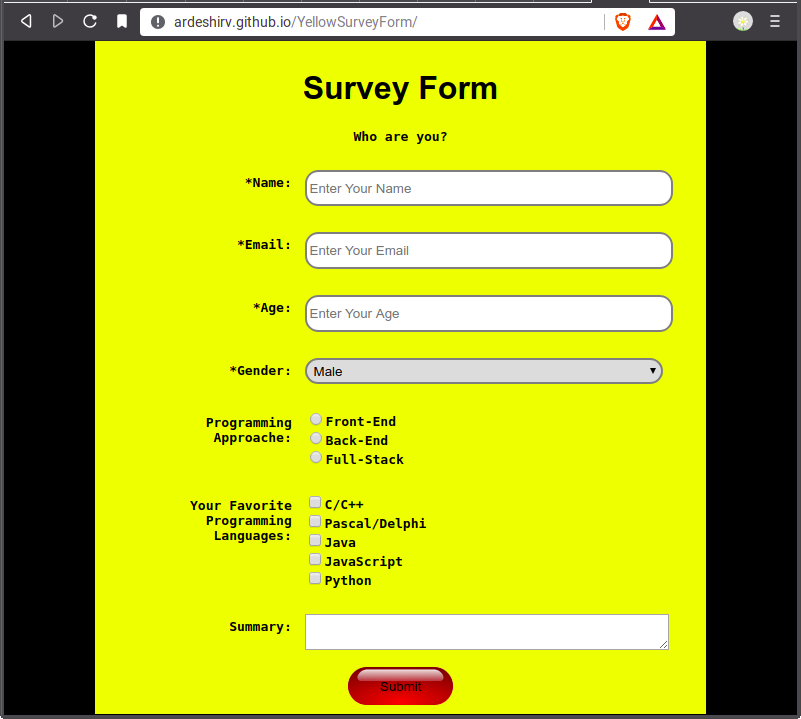 ardeshirv.github.io/YellowSurveyForm/
Survey Form
Who are you?
*Name:
Enter Your Name
*Email:
Enter Your Email
*Age:
Enter Your Age
*Gender:
Male
Programming
Approache:
Front-End
Back-End
Full-Stack
Your Favorite
Programming
Languages:
C/C++
Pascal/Delphi
Java
JavaScript
Python
Summary:
Submit